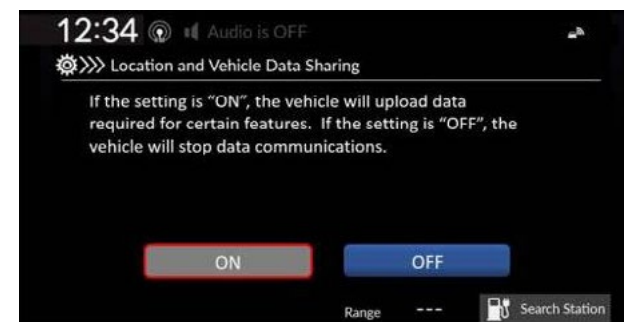 12:34 Audio is OFF
>>> Location and Vehicle Data Sharing
If the setting is “ON”, the vehicle will upload data
required for certain features. If the setting is “OFF”, the
vehicle will stop data communications.
ON OFF
Range --- Search Station